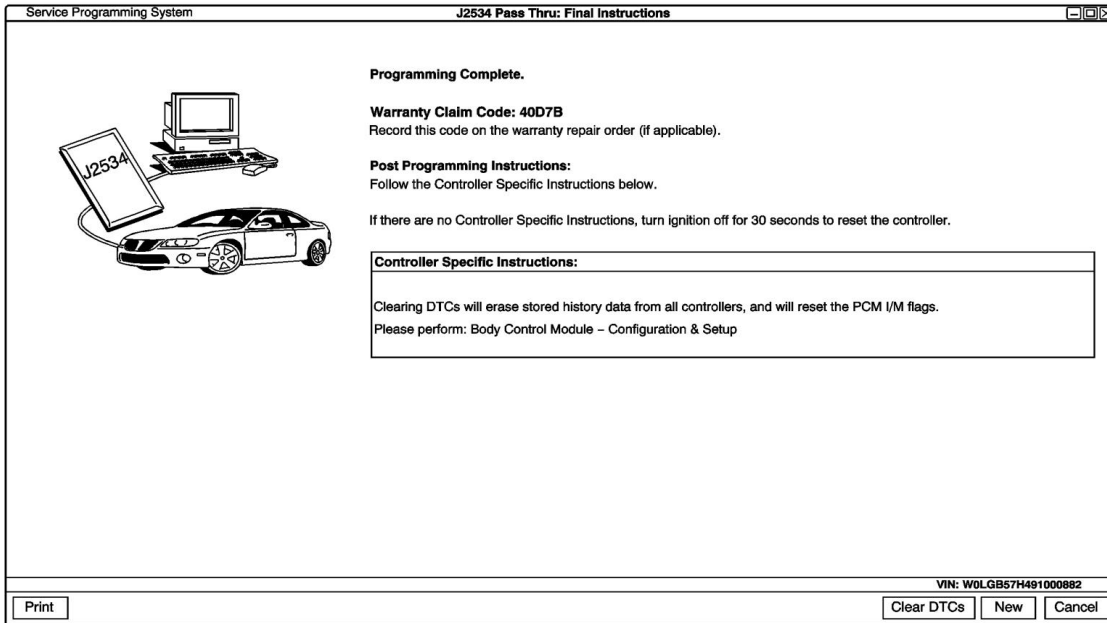 Service Programming System
J2534 Pass Thru: Final Instructions
Programming Complete.
Warranty Claim Code: 40D7B
Record this code on the warranty repair order (if applicable).
J2534
Post Programming Instructions:
Follow the Controller Specific Instructions below.
If there are no Controller Specific Instructions, turn ignition off for 30 seconds to reset the controller.
Controller Specific Instructions:
Clearing DTCs will erase stored history data from all controllers, and will reset the PCM I/M flags.
Please perform: Body Control Module – Configuration & Setup
VIN: W0LGB57H491000882
Print
Clear DTCs
New
Cancel